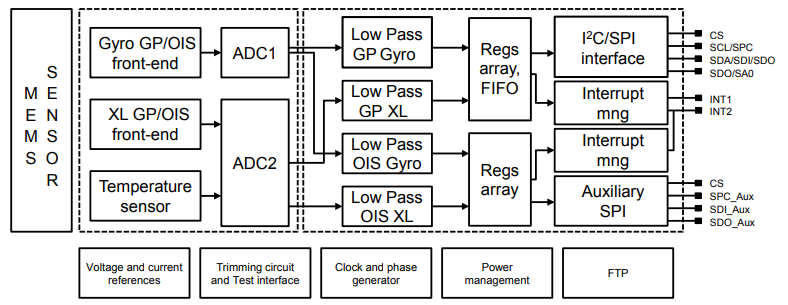 MEMS
SENSOR
Gyro GP/OIS
front-end
XL GP/OIS
front-end
Temperature
sensor
ADC1
ADC2
Low Pass
GP Gyro
Low Pass
GP XL
Low Pass
OIS Gyro
Low Pass
OIS XL
Regs
array,
FIFO
Regs
array
I²C/SPI
interface
Interrupt
mng
Interrupt
mng
Auxiliary
SPI
CS
SCL/SPC
SDA/SDI/SDO
SDO/SA0
INT1
INT2
CS
SPC_Aux
SDI_Aux
SDO_Aux
Voltage and current
references
Trimming circuit
and Test interface
Clock and phase
generator
Power
management
FTP